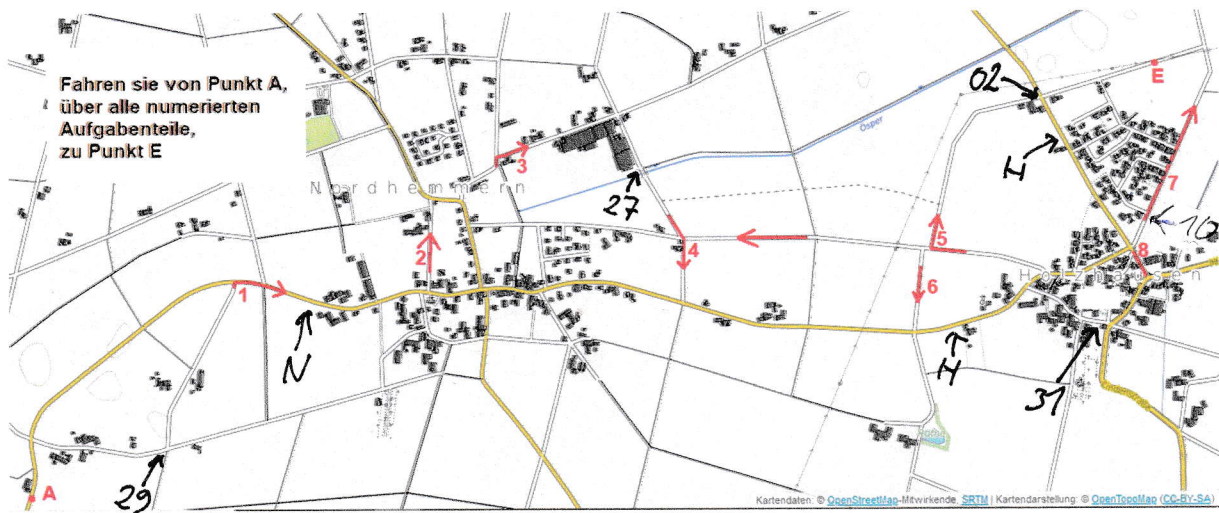 Fahren sie von Punkt A,
über alle numerierten
Aufgabenteile,
zu Punkt E
02
E
H
7
3
Nordhemmern
Osper
27
10
2
4
5
8
Holzhausen
1
6
N
H
31
29
A
Kartendaten: © OpenStreetMap-Mitwirkende, SRTM | Kartendarstellung: © OpenTopoMap (CC-BY-SA)